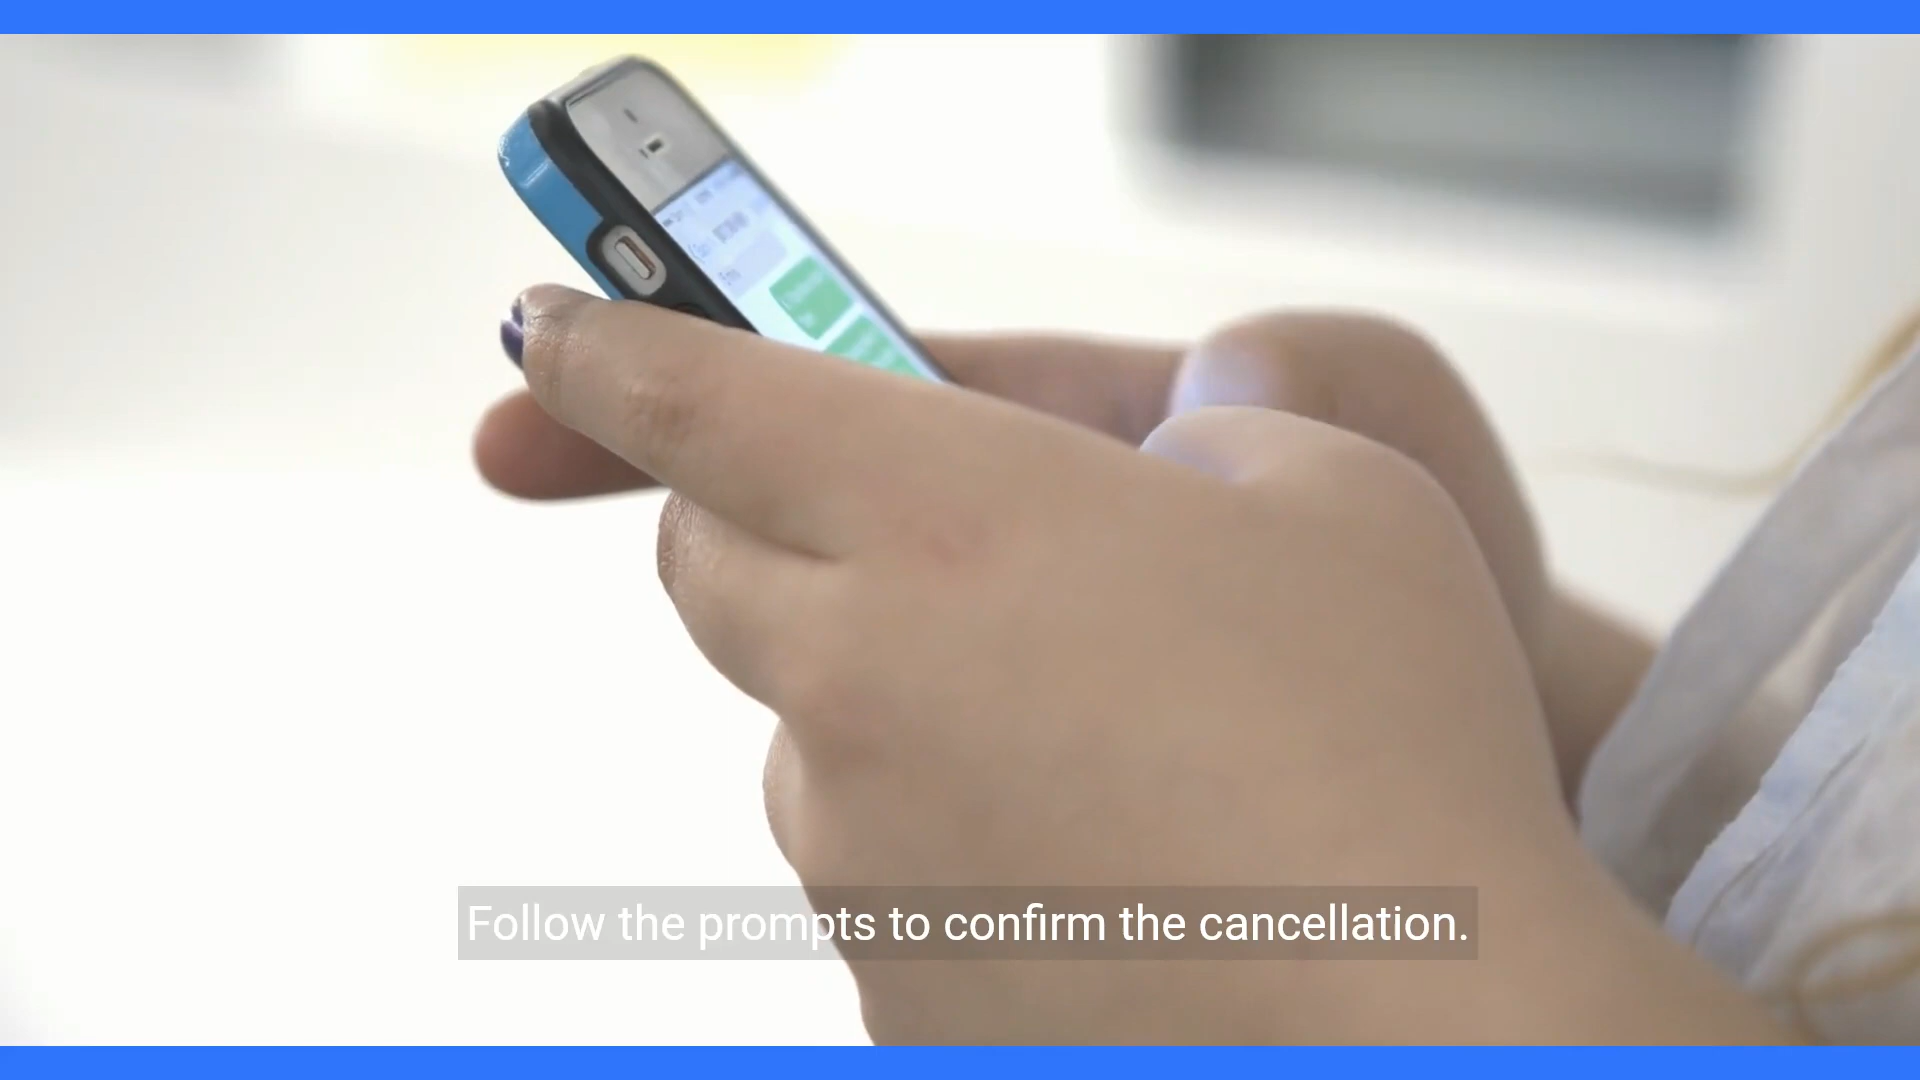 Follow the prompts to confirm the cancellation.